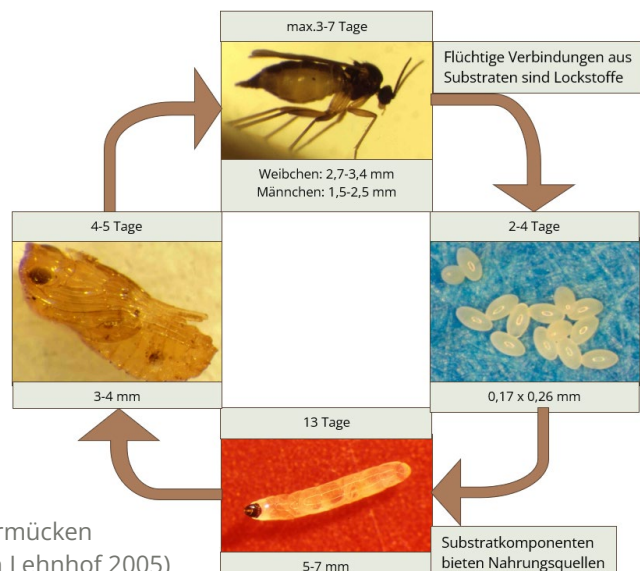 max.3-7 Tage
Flüchtige Verbindungen aus
Substraten sind Lockstoffe
Weibchen: 2,7-3,4 mm
Männchen: 1,5-2,5 mm
4-5 Tage
2-4 Tage
3-4 mm
0,17 x 0,26 mm
13 Tage
5-7 mm
Substratkomponenten
bieten Nahrungsquellen
Lehnhof 2005)